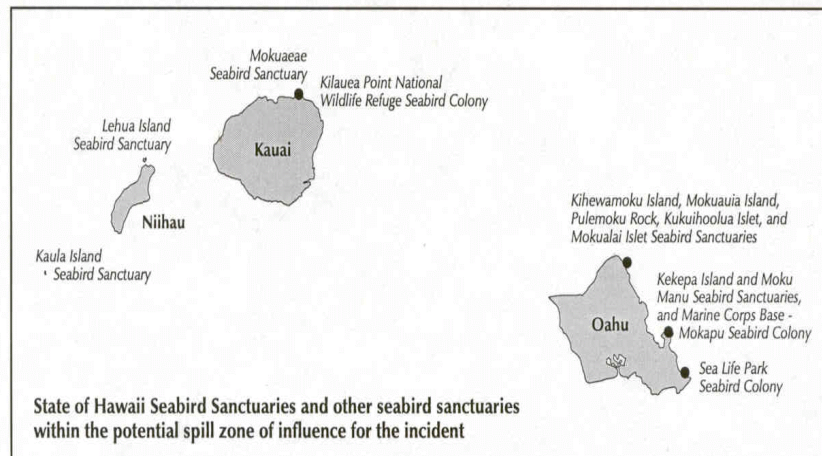 Mokuaeae
Seabird Sanctuary
Kilauea Point National
Wildlife Refuge Seabird Colony
Lehua Island
Seabird Sanctuary
Kauai
Niihau
Kaula Island
Seabird Sanctuary
Kihewamoku Island, Mokuauia Island,
Pulemoku Rock, Kukuihoolua Islet, and
Mokualai Islet Seabird Sanctuaries
Kekepa Island and Moku
Manu Seabird Sanctuaries,
and Marine Corps Base -
Mokapu Seabird Colony
Oahu
Sea Life Park
Seabird Colony
State of Hawaii Seabird Sanctuaries and other seabird sanctuaries
within the potential spill zone of influence for the incident